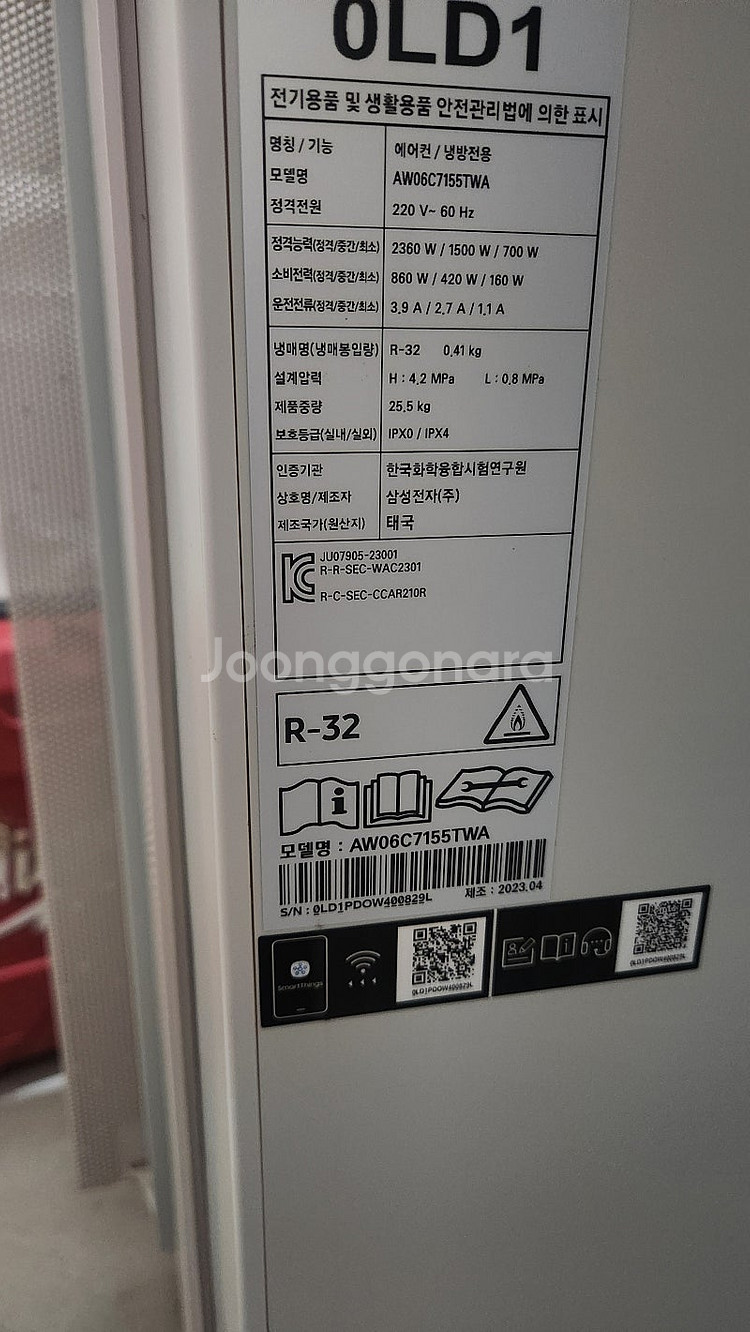 0LD1
전기용품 및 생활용품 안전관리법에 의한 표시
명칭 / 기능 에어컨 / 냉방전용
모델명 AW06C7155TWA
정격전원 220 V~ 60 Hz
정격능력(정격/중간/최소) 2360 W / 1500 W / 700 W
소비전력(정격/중간/최소) 860 W / 420 W / 160 W
운전전류(정격/중간/최소) 3.9 A / 2.7 A / 1.1 A
냉매명(냉매봉입량) R-32 0.41 kg
설계압력 H : 4.2 MPa L : 0.8 MPa
제품중량 25.5 kg
보호등급(실내/실외) IPX0 / IPX4
인증기관 한국화학융합시험연구원
상호명/제조자 삼성전자(주)
제조국가(원산지) 태국
JU07905-23001
R-R-SEC-WAC2301
R-C-SEC-CCAR210R
Joonggonara
R-32
모델명 : AW06C7155TWA
S/N : 0LD1PDOW400829L 제조 : 2023.04
SmartThings
0LD1PDOW400829L
0LD1PDOW400829L